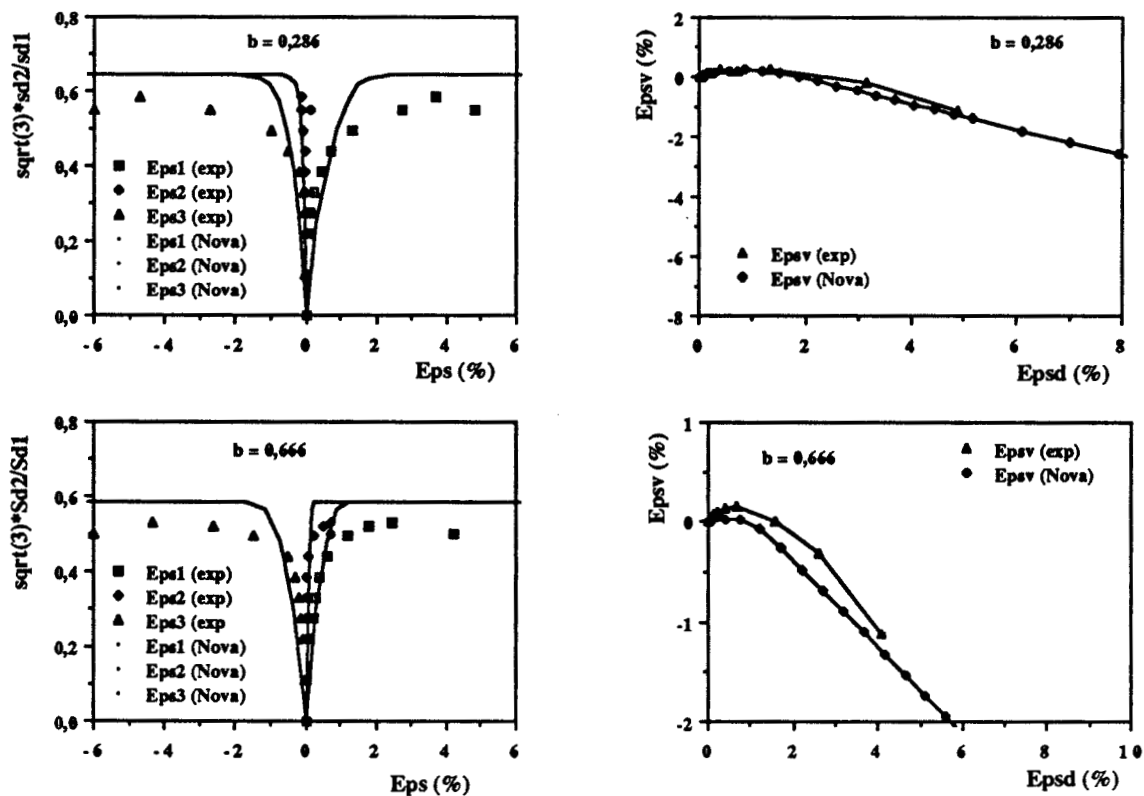 sqrt(3)*sd2/sd1
0,8
0,6
0,4
0,2
0,0
b = 0,286
Eps1 (exp)
Eps2 (exp)
Eps3 (exp)
Eps1 (Nova)
Eps2 (Nova)
Eps3 (Nova)
-6 -4 -2 0 2 4 6
Eps (%)
Epsv (%)
2
0
-2
-4
-6
-8
b = 0,286
Epsv (exp)
Epsv (Nova)
0 2 4 6 8
Epsd (%)
sqrt(3)*Sd2/Sd1
0,8
0,6
0,4
0,2
0,0
b = 0,666
Eps1 (exp)
Eps2 (exp)
Eps3 (exp
Eps1 (Nova)
Eps2 (Nova)
Eps3 (Nova)
-6 -4 -2 0 2 4 6
Eps (%)
Epsv (%)
1
0
-1
-2
b = 0,666
Epsv (exp)
Epsv (Nova)
0 2 4 6 8 10
Epsd (%)